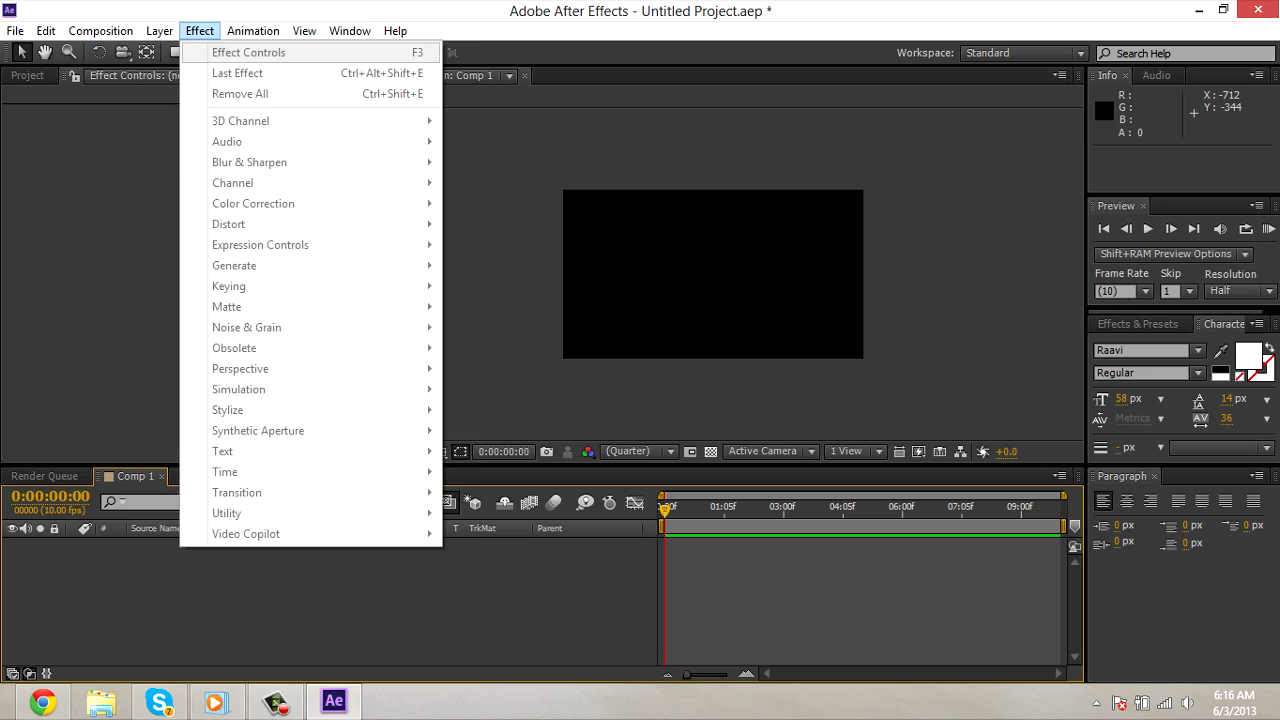 Ae Adobe After Effects - Untitled Project.aep *
File Edit Composition Layer Effect Animation View Window Help
Workspace: Standard Search Help
Project Effect Controls: (n : Comp 1 Info Audio
Effect Controls F3
Last Effect Ctrl+Alt+Shift+E
Remove All Ctrl+Shift+E
3D Channel
Audio
Blur & Sharpen
Channel
Color Correction
Distort
Expression Controls
Generate
Keying
Matte
Noise & Grain
Obsolete
Perspective
Simulation
Stylize
Synthetic Aperture
Text
Time
Transition
Utility
Video Copilot
R : X : -712
G : Y : -344
B :
A : 0
Preview
Shift+RAM Preview Options
Frame Rate Skip Resolution
(10) 1 Half
Effects & Presets Characte
Raavi
Regular
58 px 14 px
Metrics 36
- px
0:00:00:00 (Quarter) Active Camera 1 View +0.0
Render Queue Comp 1 Paragraph
0:00:00:00
00000 (10.00 fps)
01:05f 03:00f 04:05f 06:00f 07:05f 09:00f
# Source Name T TrkMat Parent
0 px 0 px 0 px
0 px 0 px
7
Ae
6:16 AM
6/3/2013